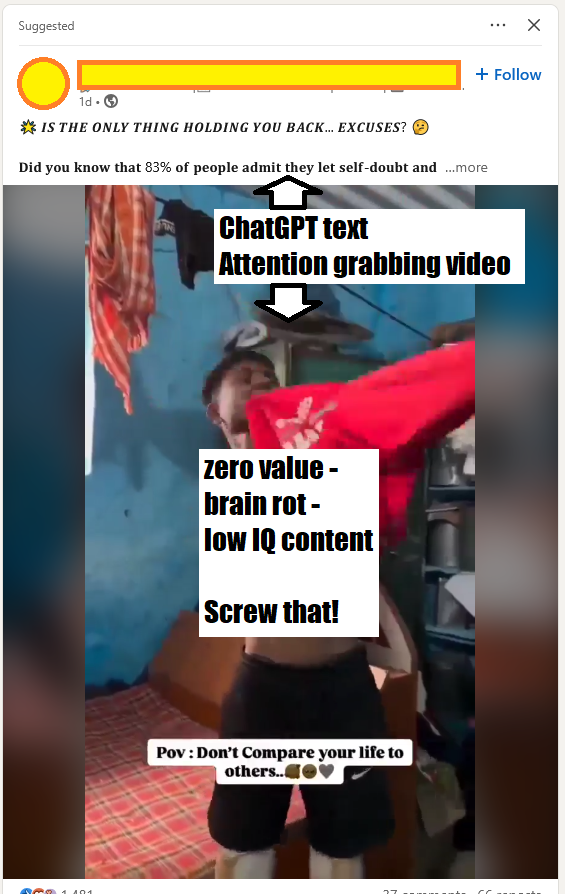 Suggested
+ Follow
1d •
🌟 IS THE ONLY THING HOLDING YOU BACK... EXCUSES? 🤔
Did you know that 83% of people admit they let self-doubt and ...more
ChatGPT text
Attention grabbing video
zero value -
brain rot -
low IQ content
Screw that!
Pov : Don't Compare your life to
others..🥰😎🖤
1,481
37 comments · 66 reposts